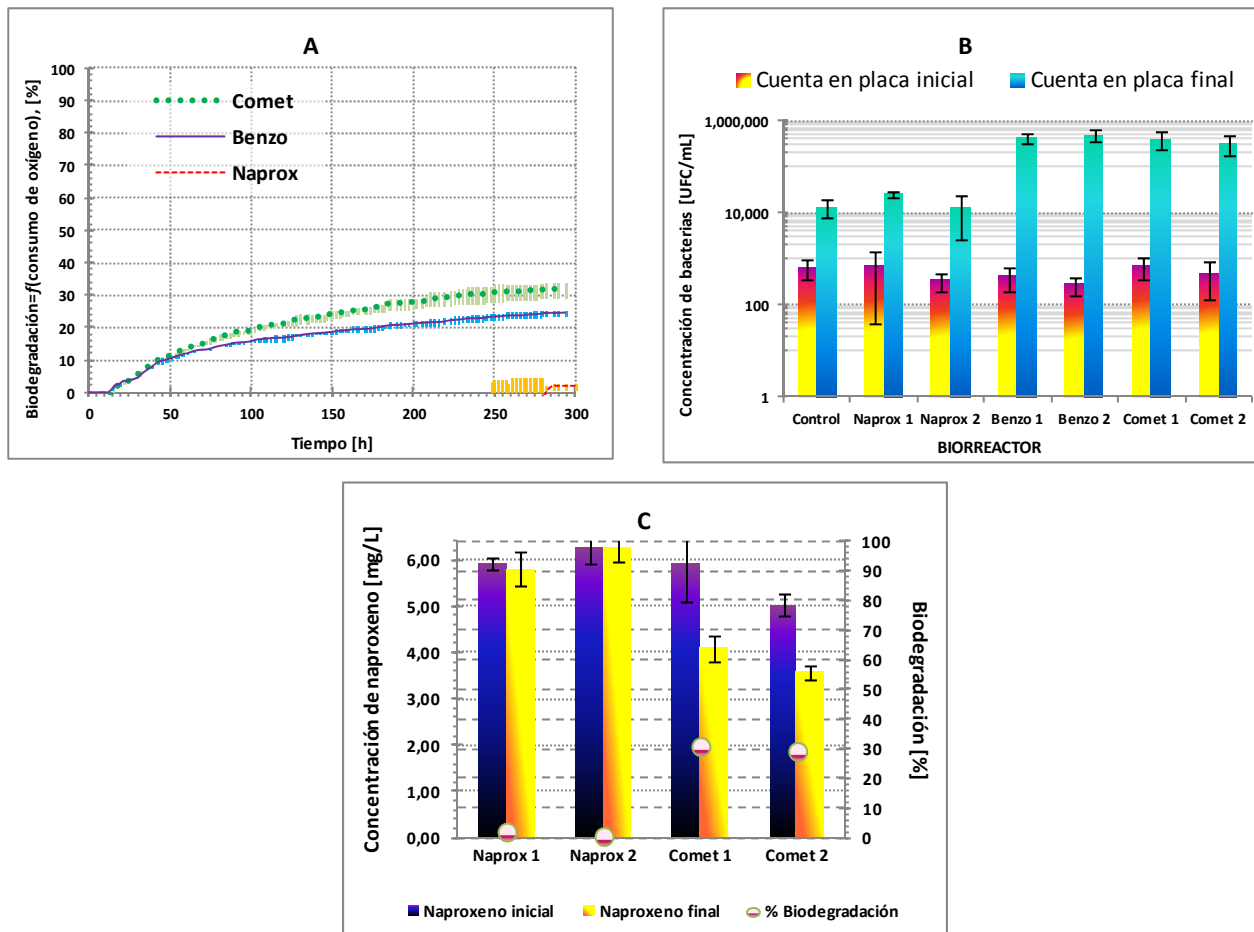 A
Biodegradación=f(consumo de oxígeno), [%]
100
90
80
70
60
50
40
30
20
10
0
Comet
Benzo
Naprox
0 50 100 150 200 250 300
Tiempo [h]
B
Cuenta en placa inicial Cuenta en placa final
Concentración de bacterias [UFC/mL]
1,000,000
10,000
100
1
Control Naprox 1 Naprox 2 Benzo 1 Benzo 2 Comet 1 Comet 2
BIORREACTOR
C
Concentración de naproxeno [mg/L]
6,00
5,00
4,00
3,00
2,00
1,00
0,00
100
90
80
70
60
50
40
30
20
10
0
Biodegradación [%]
Naprox 1 Naprox 2 Comet 1 Comet 2
Naproxeno inicial Naproxeno final % Biodegradación